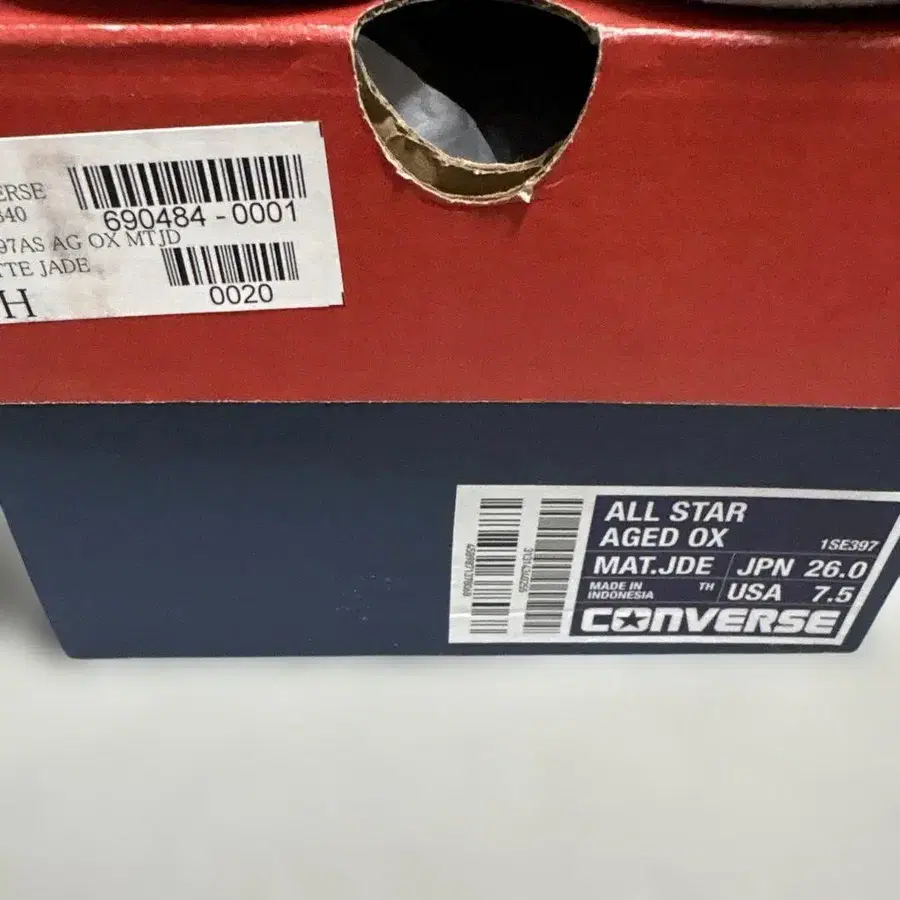 ERSE
340
690484-0001
97AS AG OX MTJD
TTE JADE
0020
H
ALL STAR
AGED OX
1SE397
MAT.JDE
JPN 26.0
MADE IN
INDONESIA
TH
USA 7.5
CONVERSE